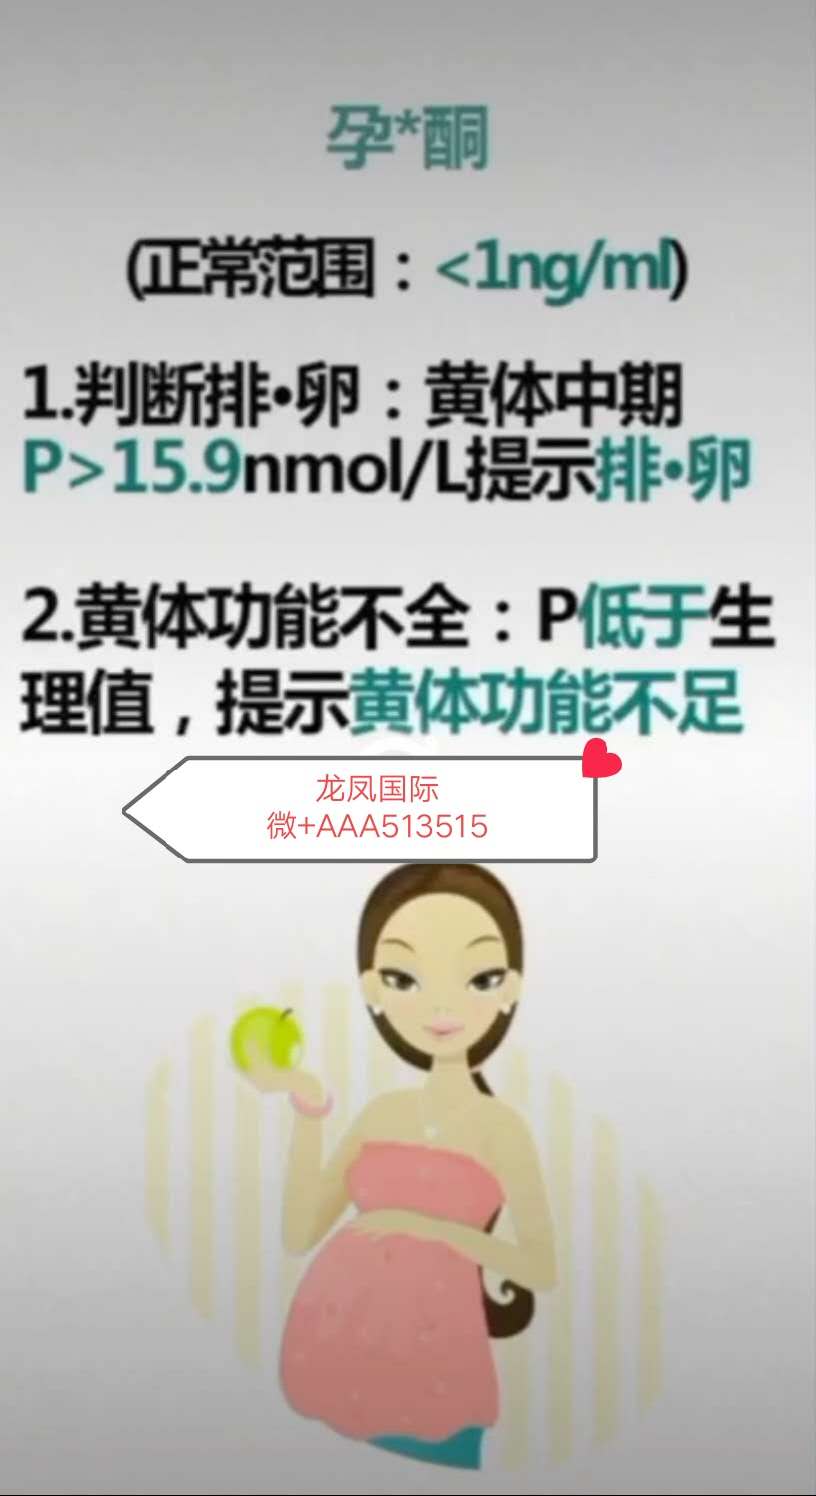 孕*酮
(正常范围：<1ng/ml)
1.判断排•卵：黄体中期
P>15.9nmol/L提示排•卵
2.黄体功能不全：P低于生
理值，提示黄体功能不足
龙凤国际
微+AAA513515